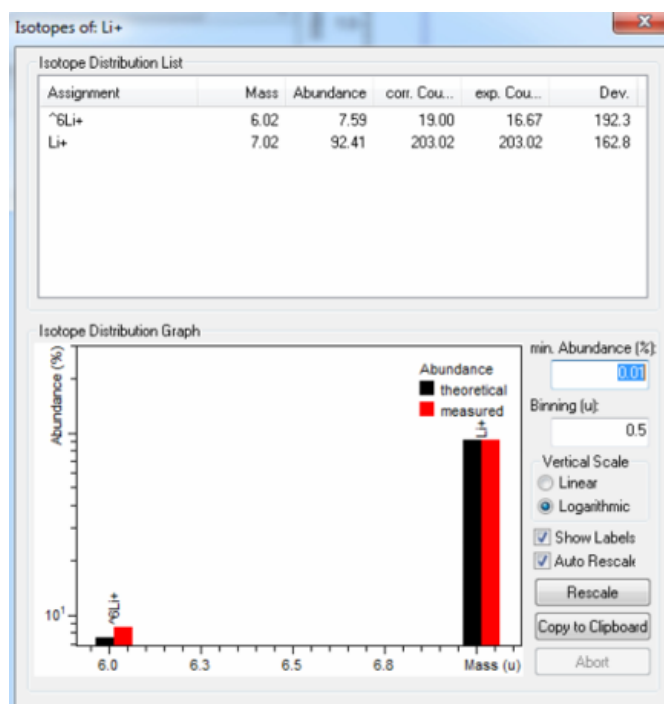 Isotopes of: Li+
Isotope Distribution List
Assignment Mass Abundance corr. Cou... exp. Cou... Dev.
^6Li+ 6.02 7.59 19.00 16.67 192.3
Li+ 7.02 92.41 203.02 203.02 162.8
Isotope Distribution Graph
Abundance (%)
10^1
Abundance
theoretical
measured
^6Li+
Li+
6.0 6.3 6.5 6.8 Mass (u)
min. Abundance (%):
0.01
Binning (u):
0.5
Vertical Scale
Linear
Logarithmic
Show Labels
Auto Rescale
Rescale
Copy to Clipboard
Abort